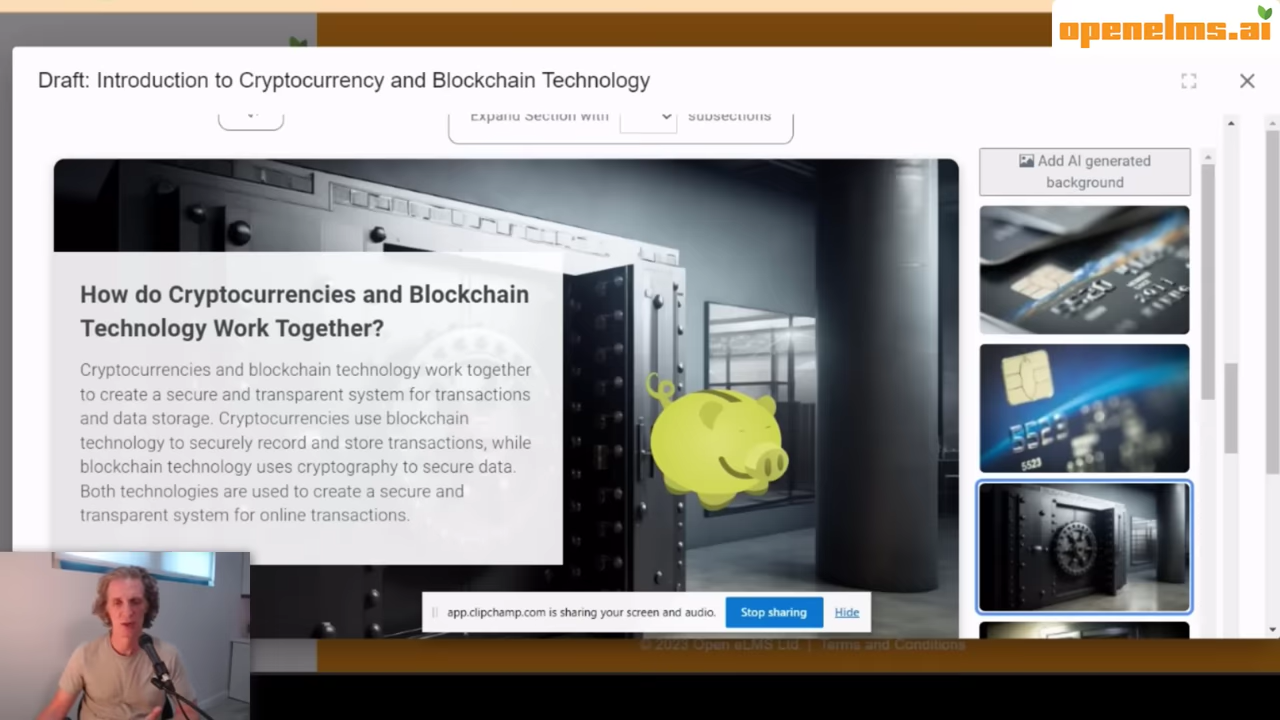 openelms.ai
Draft: Introduction to Cryptocurrency and Blockchain Technology
Expand Section with subsections
Add AI generated
background
How do Cryptocurrencies and Blockchain
Technology Work Together?
Cryptocurrencies and blockchain technology work together
to create a secure and transparent system for transactions
and data storage. Cryptocurrencies use blockchain
technology to securely record and store transactions, while
blockchain technology uses cryptography to secure data.
Both technologies are used to create a secure and
transparent system for online transactions.
5523
app.clipchamp.com is sharing your screen and audio.
Stop sharing
Hide
© 2023 Open eLMS Ltd | Terms and Conditions